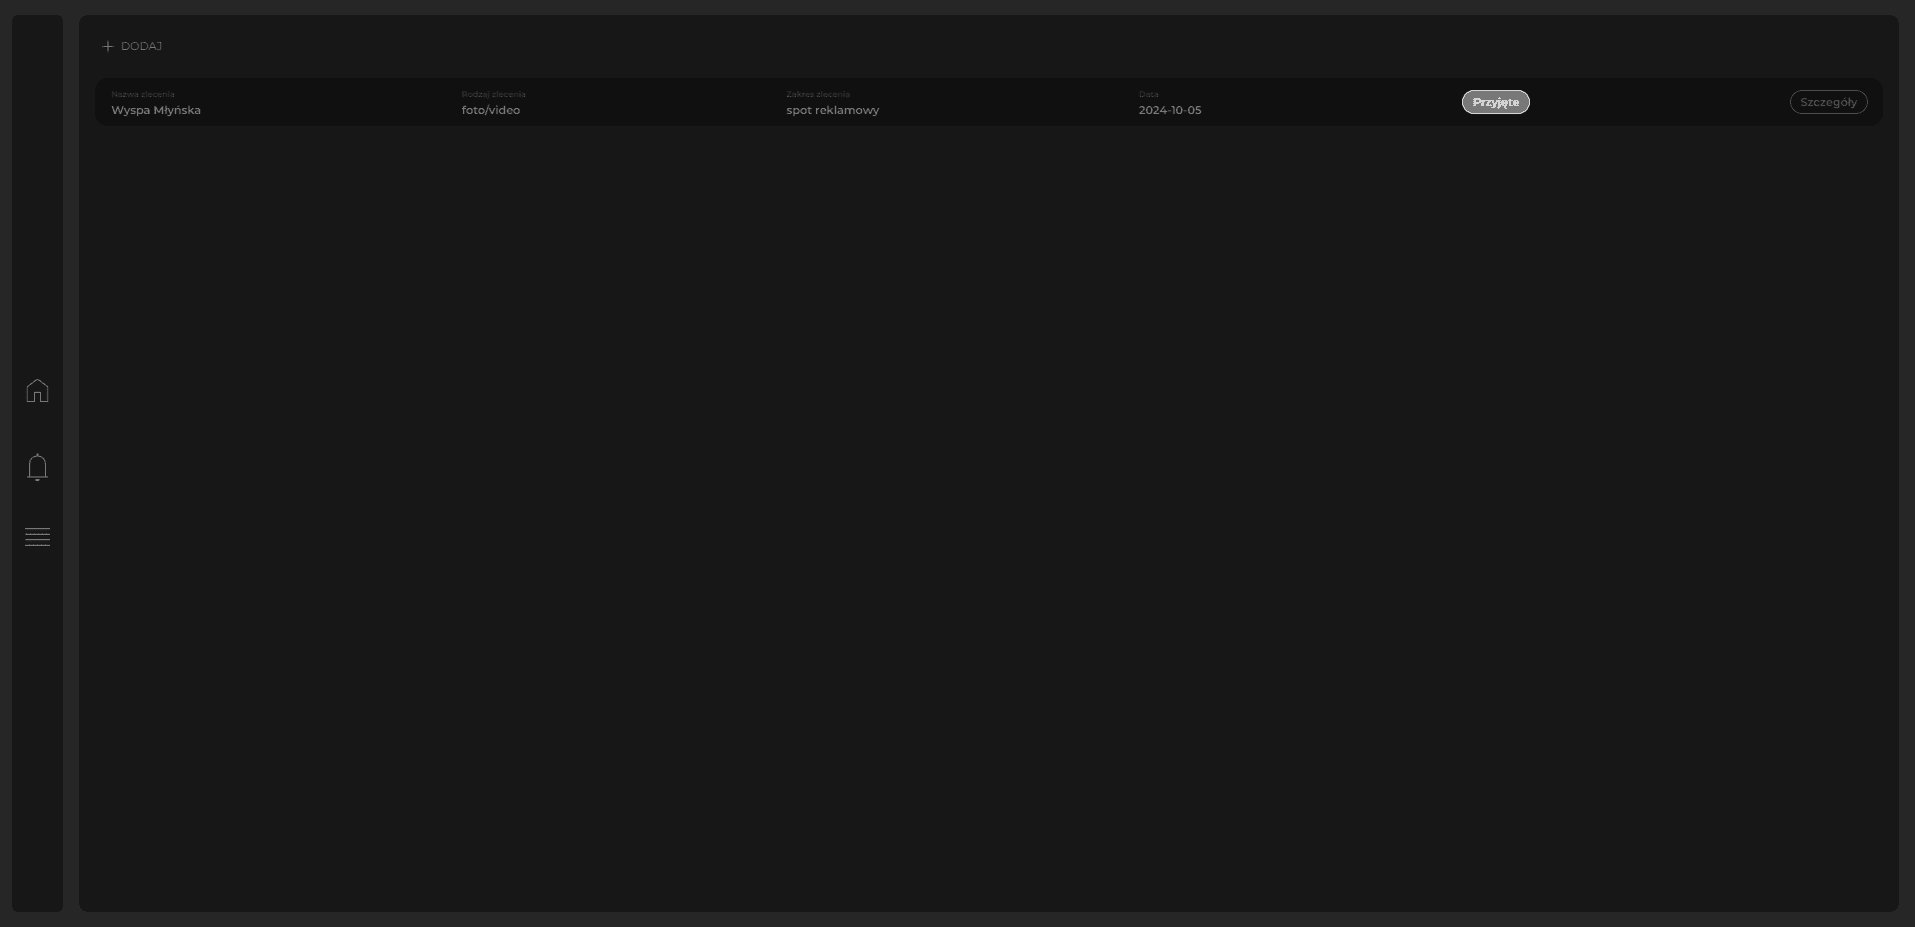 DODAJ
Nazwa zlecenia
Wyspa Młyńska
Rodzaj zlecenia
foto/video
Zakres zlecenia
spot reklamowy
Data
2024-10-05
Przyjęte
Szczegóły